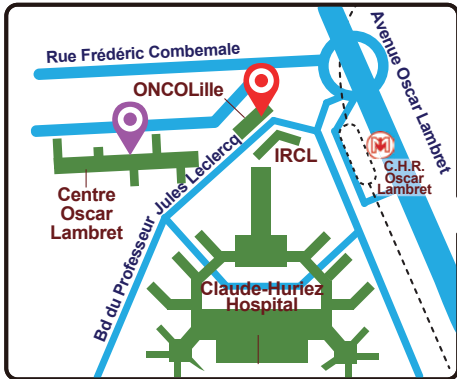 Rue Frédéric Combemale
Avenue Oscar Lambret
ONCOLille
IRCL
M
C.H.R.
Oscar
Lambret
Centre
Oscar
Lambret
Bd du Professeur Jules Leclercq
Claude-Huriez
Hospital